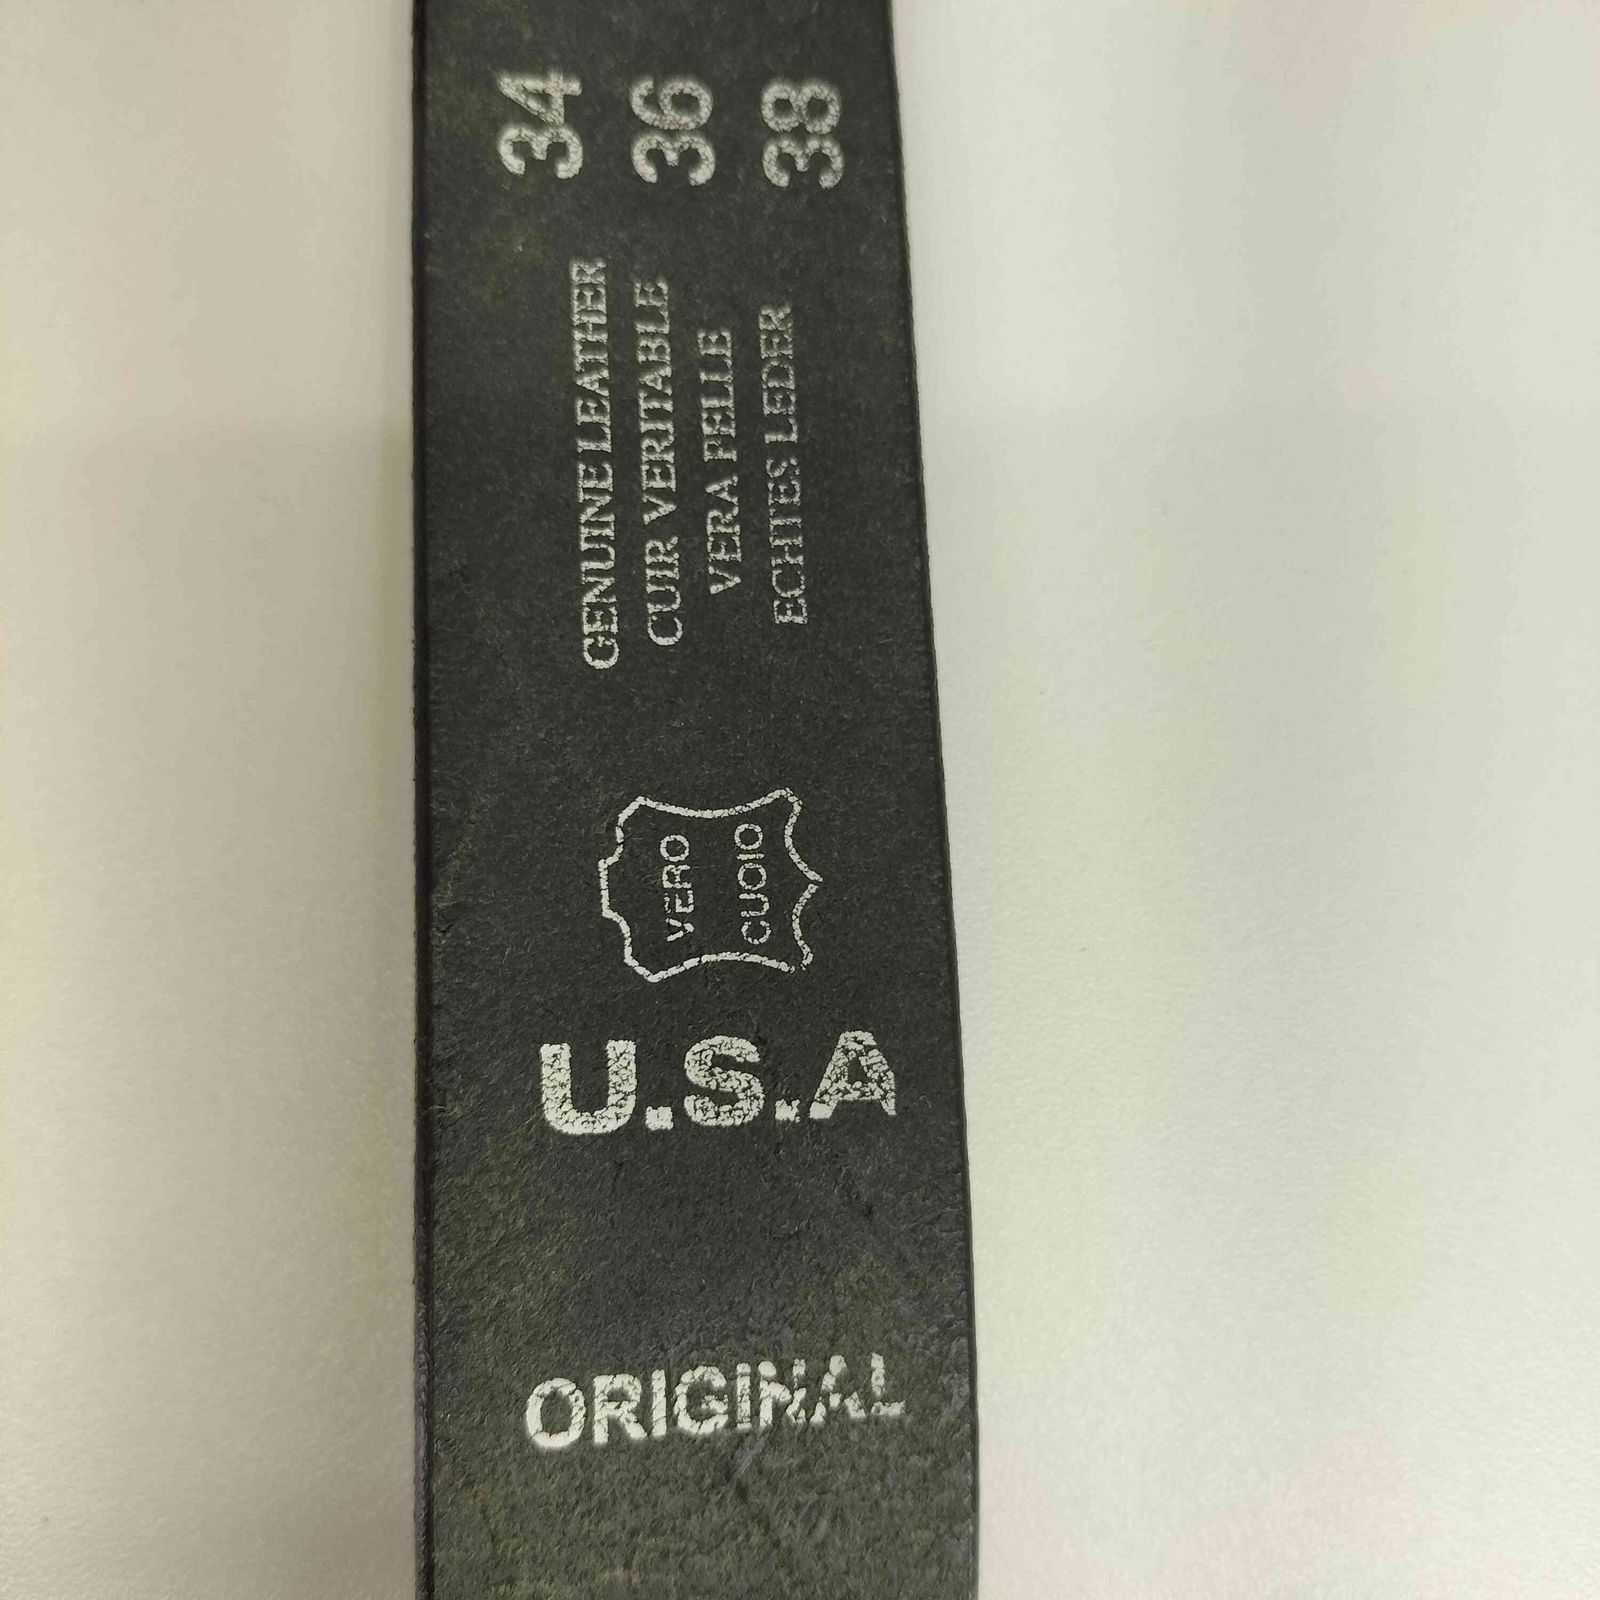 34
36
38
GENUINE LEATHER
CUIR VERITABLE
VERA PELLE
ECHTES LEDER
VERO
CUOIO
U.S.A
ORIGINAL